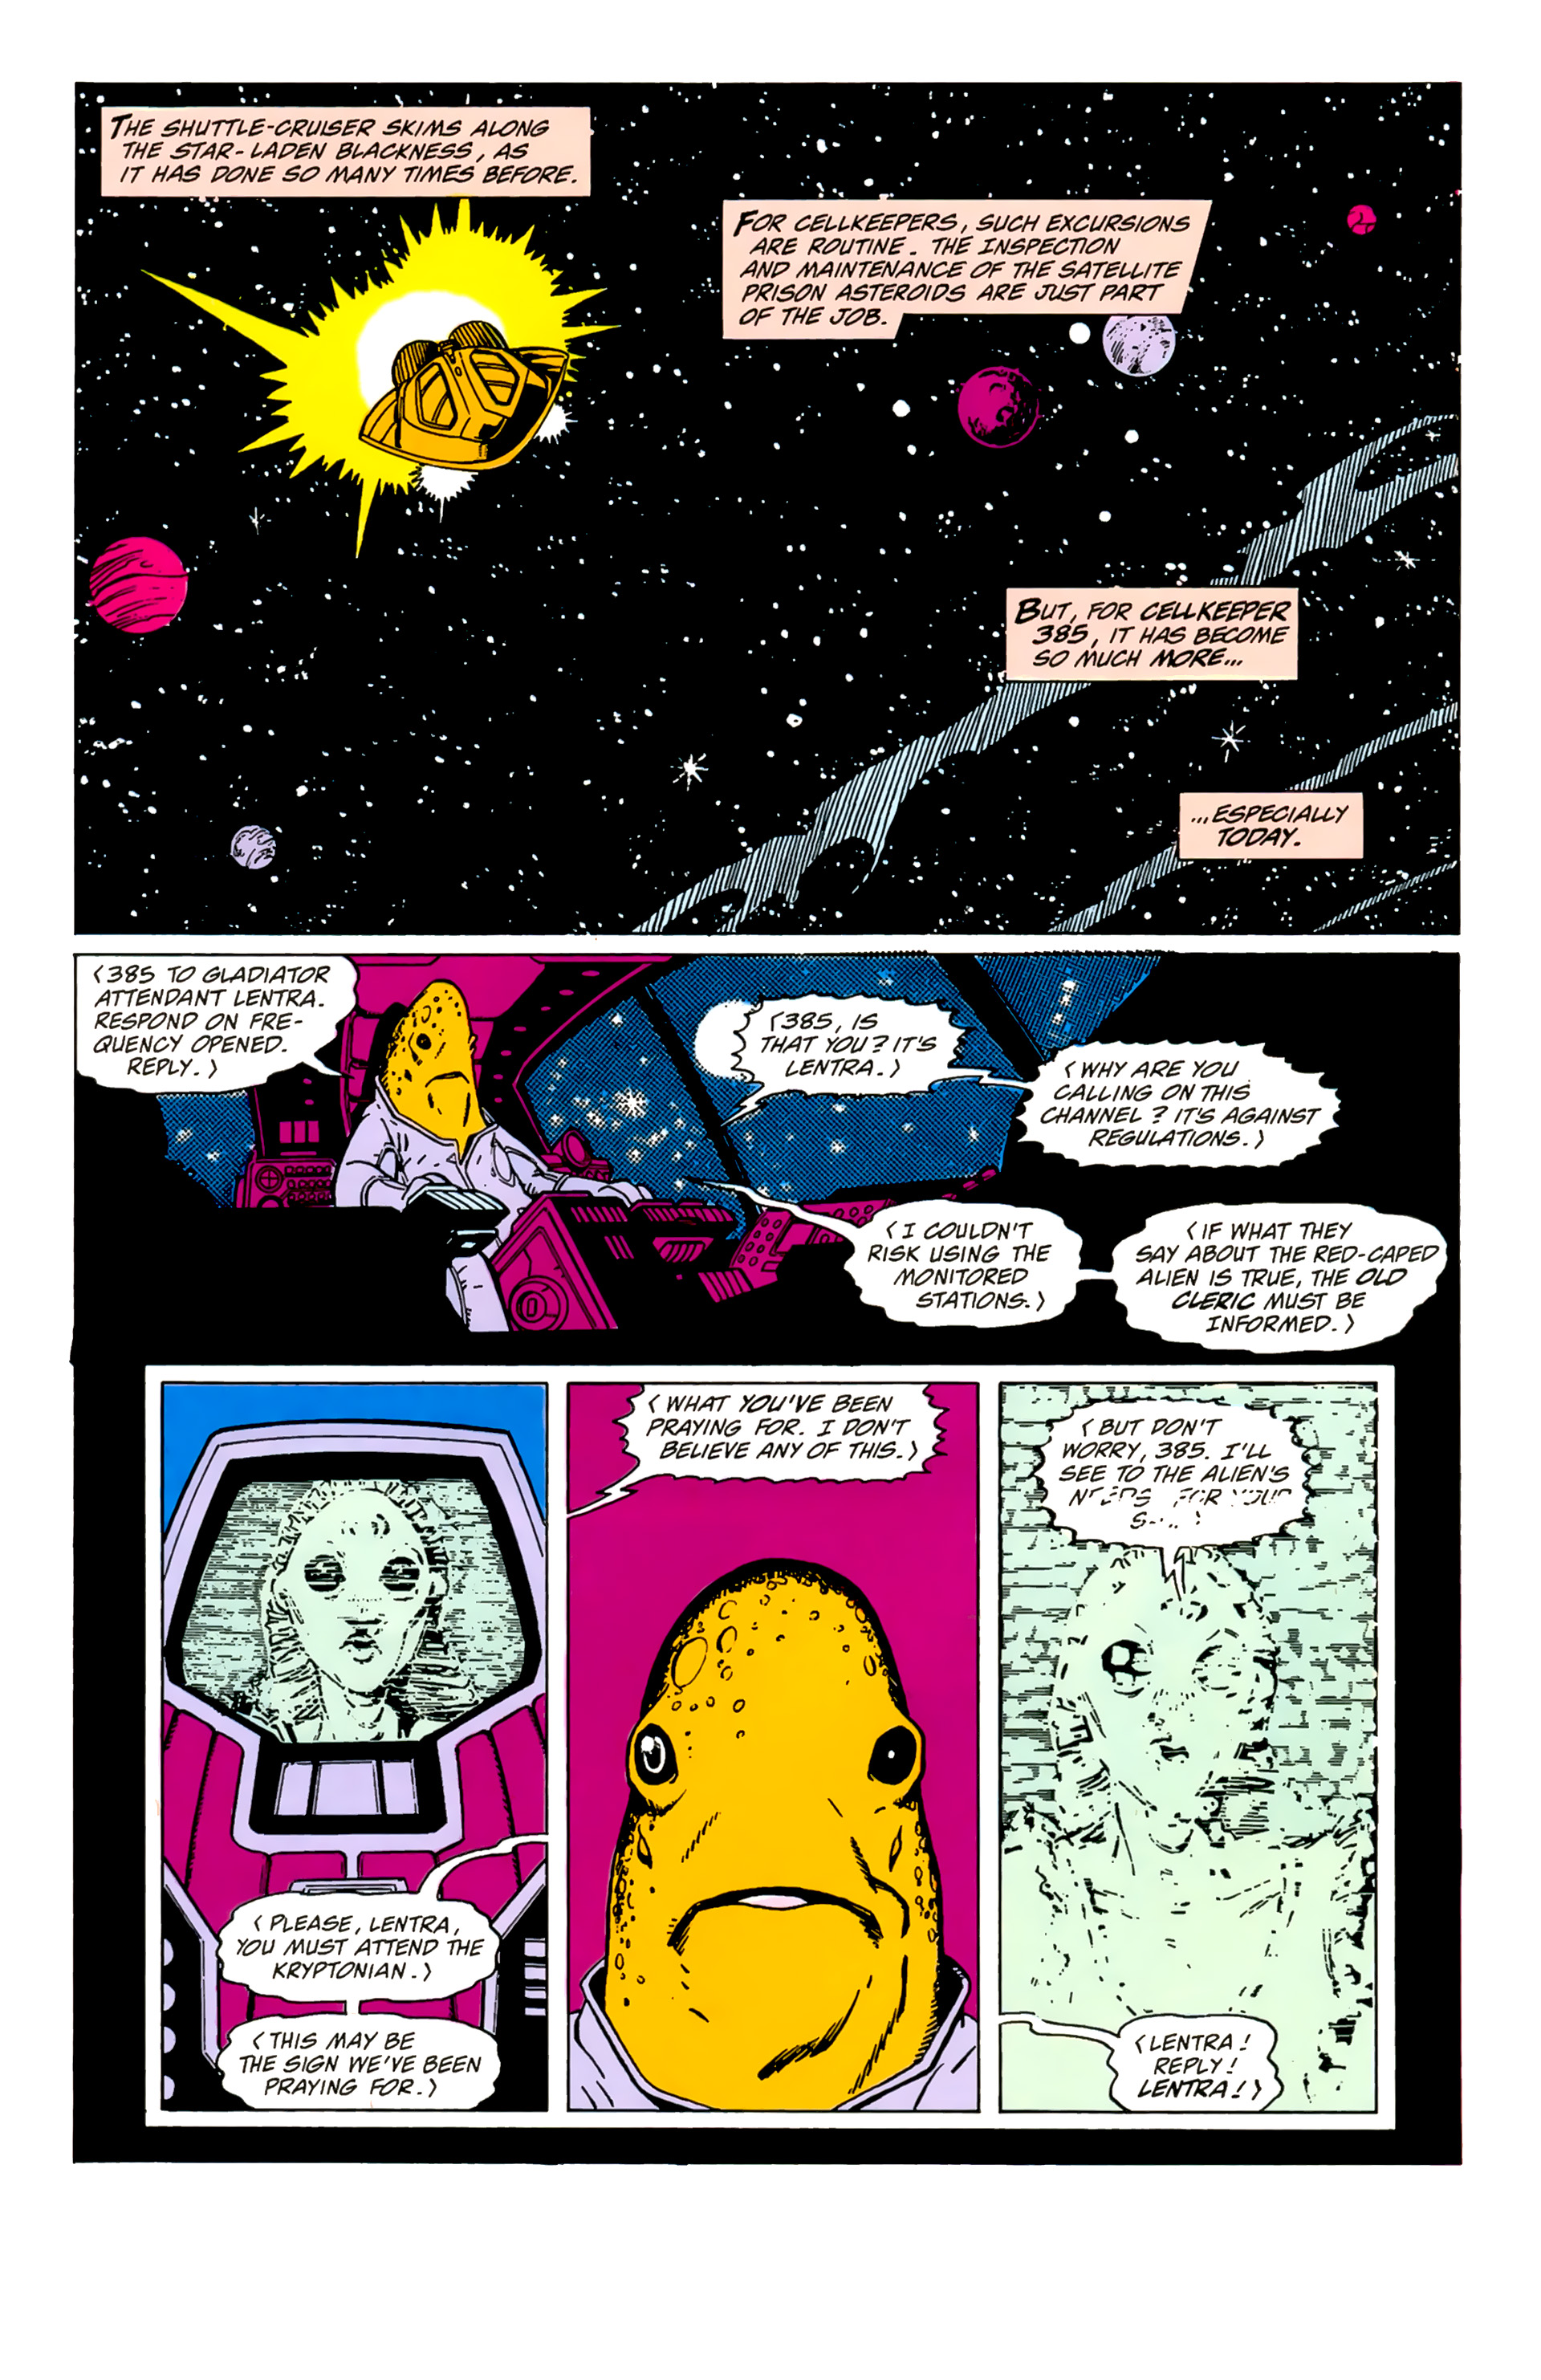 THE SHUTTLE-CRUISER SKIMS ALONG
THE STAR-LADEN BLACKNESS, AS
IT HAS DONE SO MANY TIMES BEFORE.
FOR CELLKEEPERS, SUCH EXCURSIONS
ARE ROUTINE. THE INSPECTION
AND MAINTENANCE OF THE SATELLITE
PRISON ASTEROIDS ARE JUST PART
OF THE JOB.
BUT, FOR CELLKEEPER
385, IT HAS BECOME
SO MUCH MORE...
...ESPECIALLY
TODAY.
<385 TO GLADIATOR
ATTENDANT LENTRA.
RESPOND ON FRE-
QUENCY OPENED.
REPLY.>
<385, IS
THAT YOU? IT'S
LENTRA.>
<WHY ARE YOU
CALLING ON THIS
CHANNEL? IT'S AGAINST
REGULATIONS.>
<I COULDN'T
RISK USING THE
MONITORED
STATIONS.>
<IF WHAT THEY
SAY ABOUT THE RED-CAPED
ALIEN IS TRUE, THE OLD
CLERIC MUST BE
INFORMED.>
<PLEASE, LENTRA,
YOU MUST ATTEND THE
KRYPTONIAN.>
<THIS MAY BE
THE SIGN WE'VE BEEN
PRAYING FOR.>
<WHAT YOU'VE BEEN
PRAYING FOR. I DON'T
BELIEVE ANY OF THIS.>
<BUT DON'T
WORRY, 385. I'LL
SEE TO THE ALIEN'S
NEEDS FOR YOUR
<LENTRA!
REPLY!
LENTRA!>